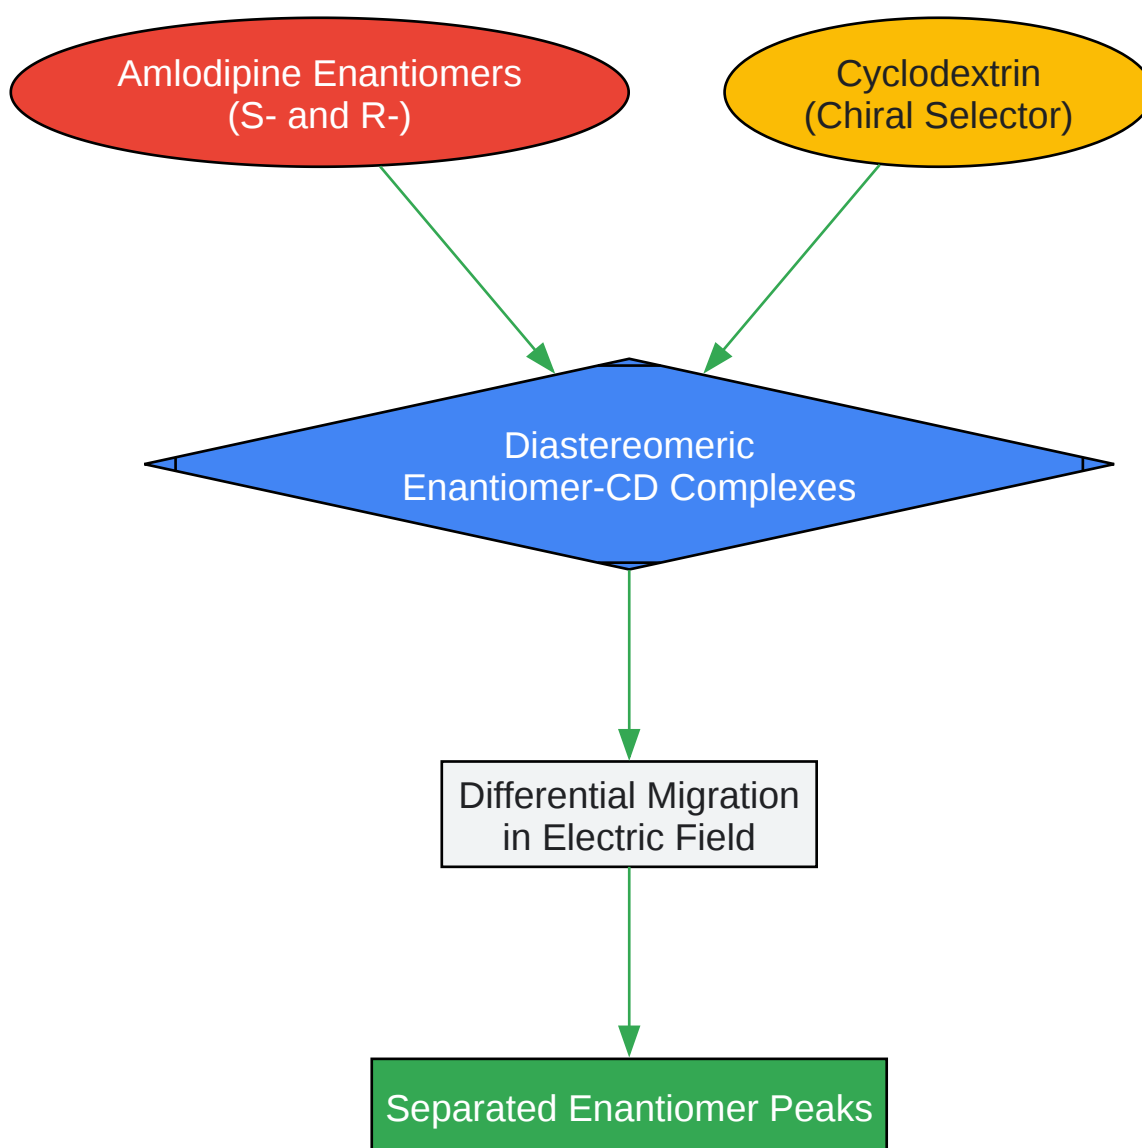 Amlodipine Enantiomers
(S- and R-)
Cyclodextrin
(Chiral Selector)
Diastereomeric
Enantiomer-CD Complexes
Differential Migration
in Electric Field
Separated Enantiomer Peaks